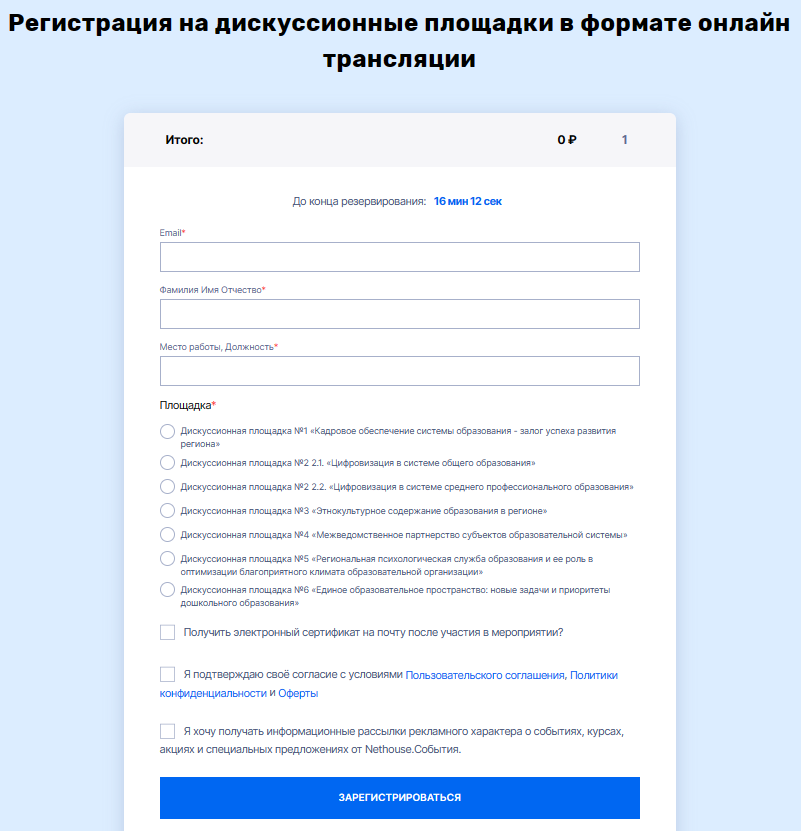 Регистрация на дискуссионные площадки в формате онлайн
трансляции
Итого: 0 ₽ 1
До конца резервирования: 16 мин 12 сек
Email*
Фамилия Имя Отчество*
Место работы, Должность*
Площадка*
Дискуссионная площадка №1 «Кадровое обеспечение системы образования - залог успеха развития
региона»
Дискуссионная площадка №2 2.1. «Цифровизация в системе общего образования»
Дискуссионная площадка №2 2.2. «Цифровизация в системе среднего профессионального образования»
Дискуссионная площадка №3 «Этнокультурное содержание образования в регионе»
Дискуссионная площадка №4 «Межведомственное партнерство субъектов образовательной системы»
Дискуссионная площадка №5 «Региональная психологическая служба образования и ее роль в
оптимизации благоприятного климата образовательной организации»
Дискуссионная площадка №6 «Единое образовательное пространство: новые задачи и приоритеты
дошкольного образования»
Получить электронный сертификат на почту после участия в мероприятии?
Я подтверждаю своё согласие с условиями Пользовательского соглашения, Политики
конфиденциальности и Оферты
Я хочу получать информационные рассылки рекламного характера о событиях, курсах,
акциях и специальных предложениях от Nethouse.События.
ЗАРЕГИСТРИРОВАТЬСЯ